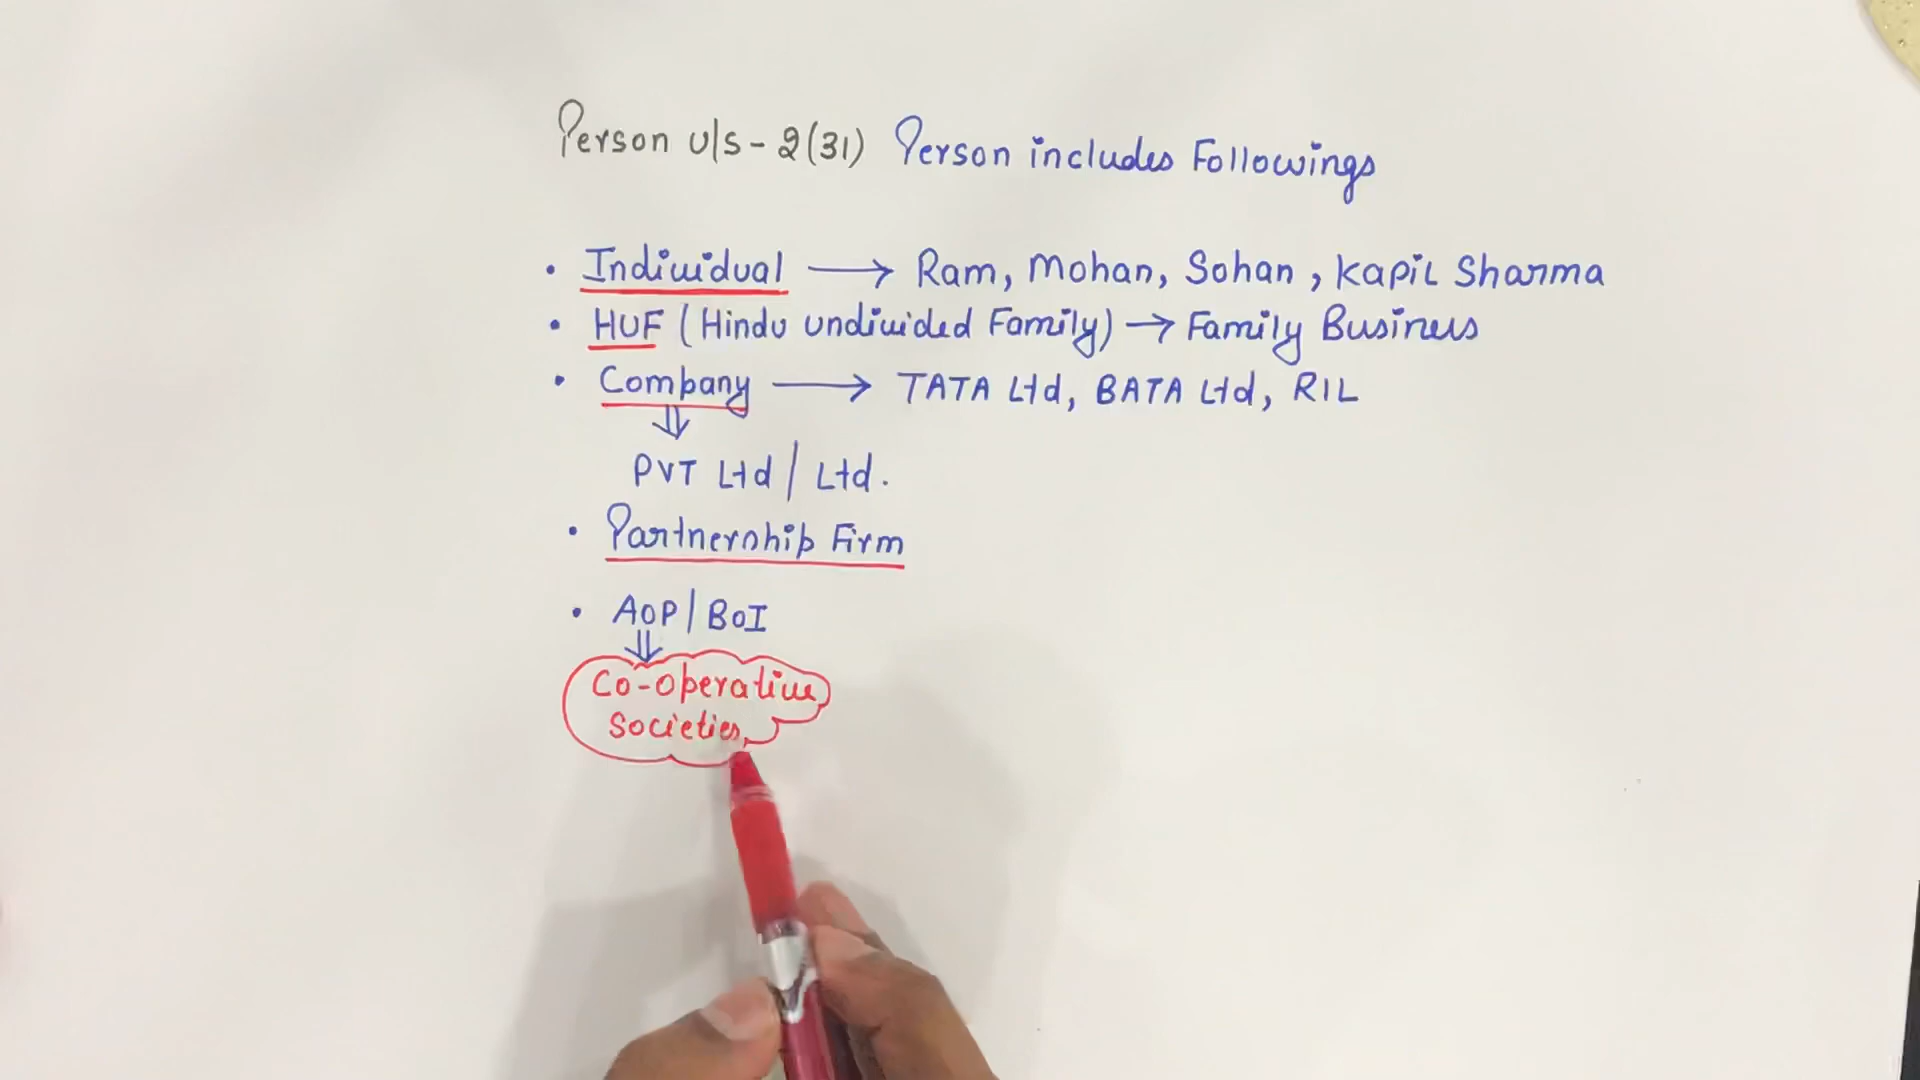 Person U/S - 2(31) Person includes Followings
• Individual → Ram, Mohan, Sohan, Kapil Sharma
• HUF (Hindu undivided Family) → Family Business
• Company → TATA Ltd, BATA Ltd, RIL
⇓
PVT Ltd / Ltd.
• Partnership Firm
• AOP/BOI
⇓
Co-operative
Societies